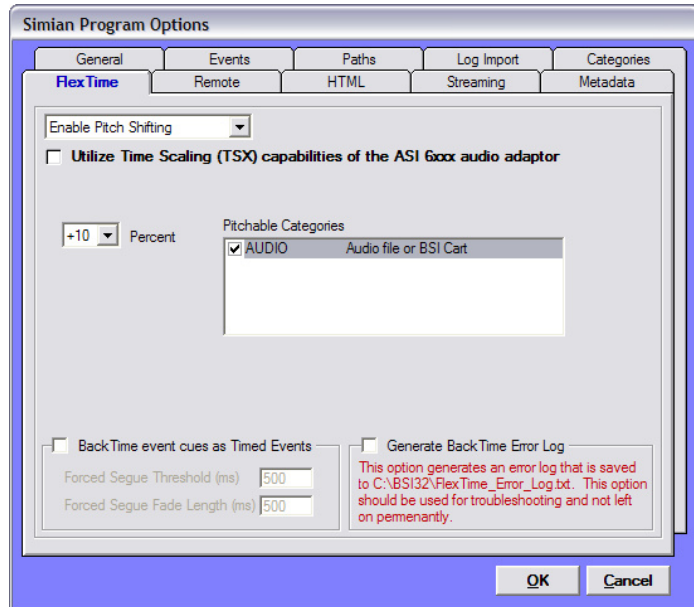 Simian Program Options
General
Events
Paths
Log Import
Categories
FlexTime
Remote
HTML
Streaming
Metadata
Enable Pitch Shifting
Utilize Time Scaling (TSX) capabilities of the ASI 6xxx audio adaptor
+10
Percent
Pitchable Categories
AUDIO Audio file or BSI Cart
BackTime event cues as Timed Events
Forced Segue Threshold (ms) 500
Forced Segue Fade Length (ms) 500
Generate BackTime Error Log
This option generates an error log that is saved
to C:\BSI32\FlexTime_Error_Log.txt. This option
should be used for troubleshooting and not left
on permenantly.
OK
Cancel